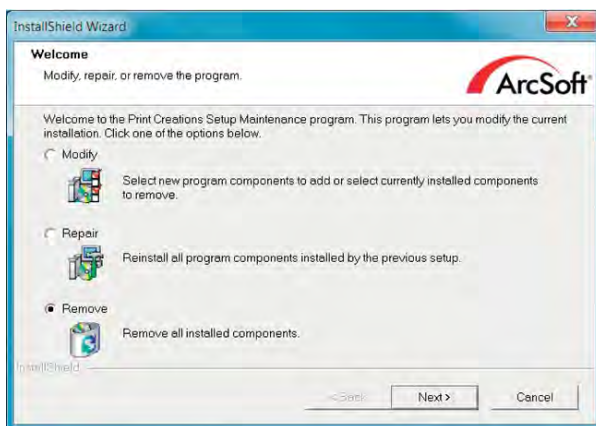 InstallShield Wizard
Welcome
Modify, repair, or remove the program.
ArcSoft
Welcome to the Print Creations Setup Maintenance program. This program lets you modify the current
installation. Click one of the options below.
Modify
Select new program components to add or select currently installed components
to remove.
Repair
Reinstall all program components installed by the previous setup.
Remove
Remove all installed components.
InstallShield
< Back
Next >
Cancel